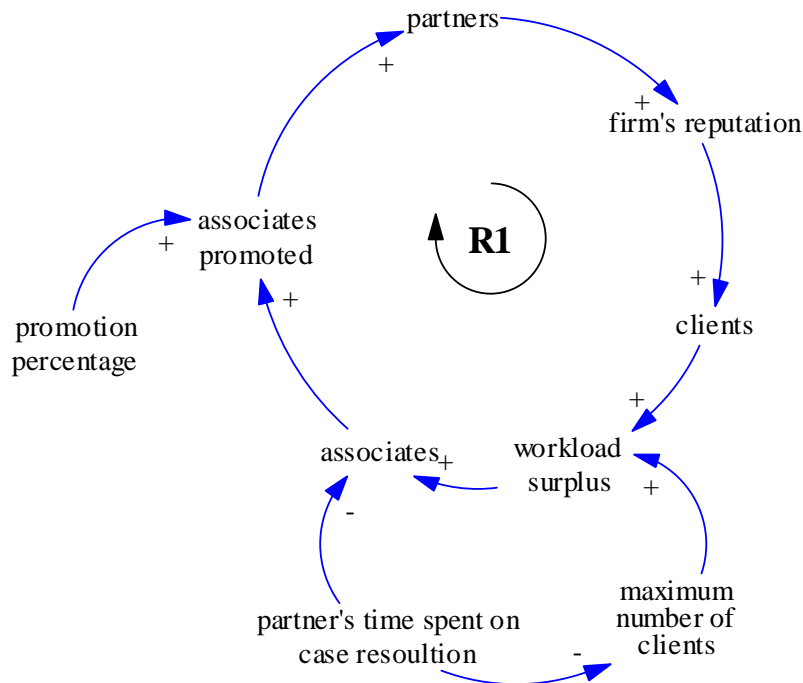 partners
+
+
firm's reputation
associates
promoted
+
R1
+
+
promotion
percentage
clients
+
associates
+
workload
surplus
+
-
maximum
number of
clients
partner's time spent on
case resoultion
-